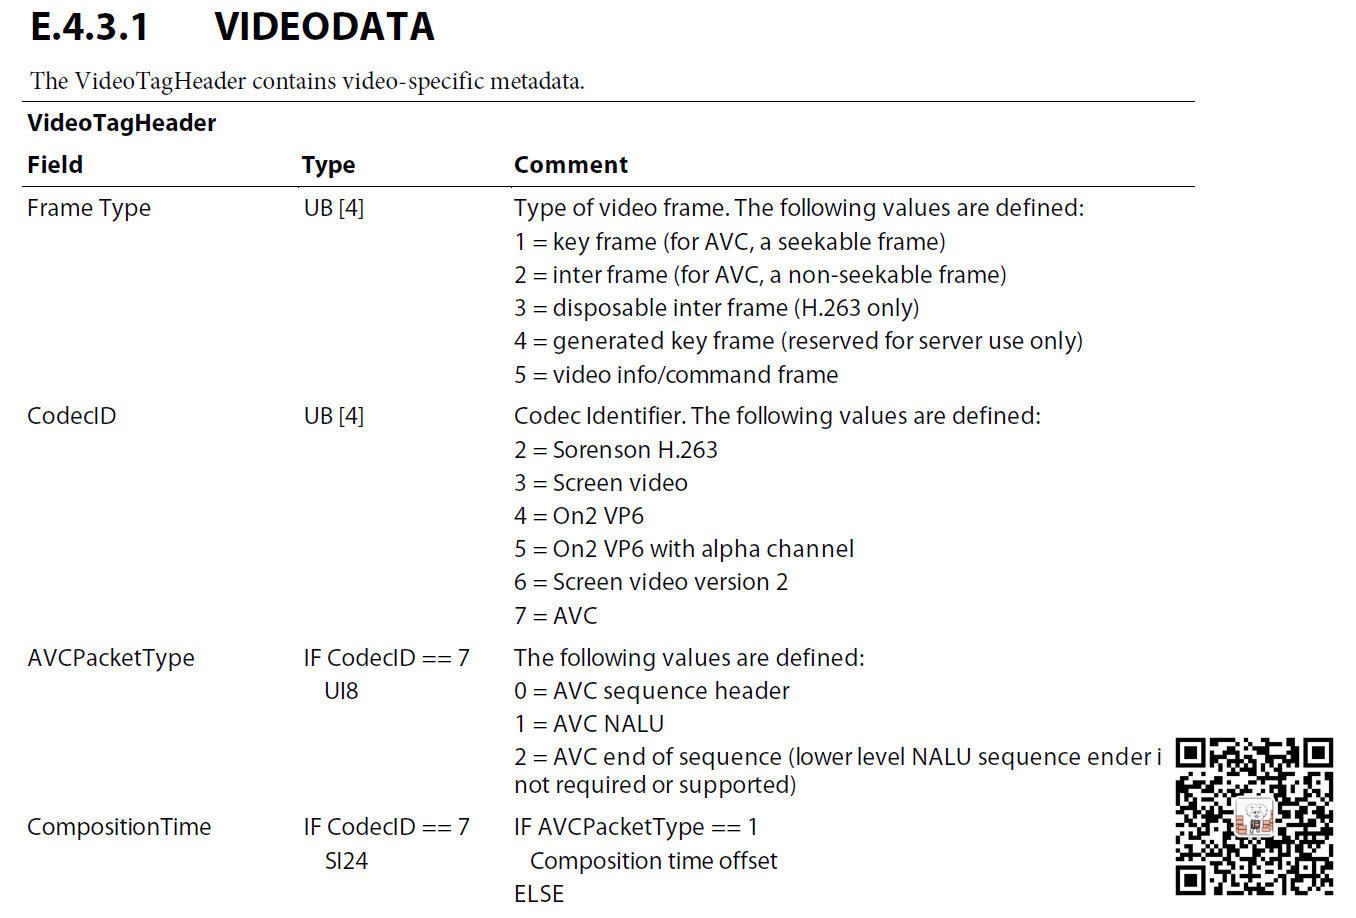 E.4.3.1 VIDEODATA
The VideoTagHeader contains video-specific metadata.
VideoTagHeader
Field Type Comment
Frame Type UB [4] Type of video frame. The following values are defined:
1 = key frame (for AVC, a seekable frame)
2 = inter frame (for AVC, a non-seekable frame)
3 = disposable inter frame (H.263 only)
4 = generated key frame (reserved for server use only)
5 = video info/command frame
CodecID UB [4] Codec Identifier. The following values are defined:
2 = Sorenson H.263
3 = Screen video
4 = On2 VP6
5 = On2 VP6 with alpha channel
6 = Screen video version 2
7 = AVC
AVCPacketType IF CodecID == 7 The following values are defined:
UI8 0 = AVC sequence header
1 = AVC NALU
2 = AVC end of sequence (lower level NALU sequence ender i
not required or supported)
CompositionTime IF CodecID == 7 IF AVCPacketType == 1
SI24 Composition time offset
ELSE